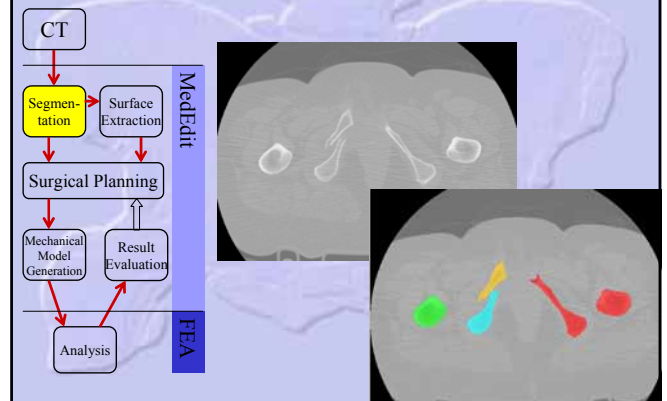 CT
Segmen-
tation
Surface
Extraction
MedEdit
Surgical Planning
Mechanical
Model
Generation
Result
Evaluation
FEA
Analysis